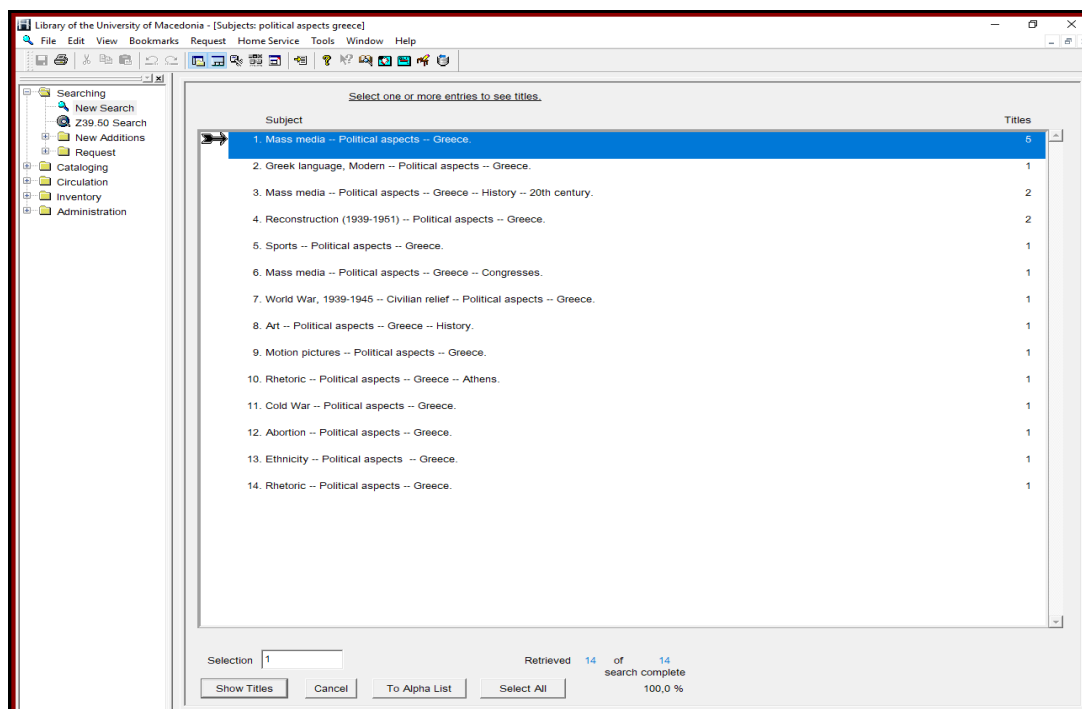 Library of the University of Macedonia - [Subjects: political aspects greece]
File Edit View Bookmarks Request Home Service Tools Window Help
Searching
New Search
Z39.50 Search
New Additions
Request
Cataloging
Circulation
Inventory
Administration
Select one or more entries to see titles.
Subject Titles
1. Mass media -- Political aspects -- Greece. 5
2. Greek language, Modern -- Political aspects -- Greece. 1
3. Mass media -- Political aspects -- Greece -- History -- 20th century. 2
4. Reconstruction (1939-1951) -- Political aspects -- Greece. 2
5. Sports -- Political aspects -- Greece. 1
6. Mass media -- Political aspects -- Greece -- Congresses. 1
7. World War, 1939-1945 -- Civilian relief -- Political aspects -- Greece. 1
8. Art -- Political aspects -- Greece -- History. 1
9. Motion pictures -- Political aspects -- Greece. 1
10. Rhetoric -- Political aspects -- Greece -- Athens. 1
11. Cold War -- Political aspects -- Greece. 1
12. Abortion -- Political aspects -- Greece. 1
13. Ethnicity -- Political aspects -- Greece. 1
14. Rhetoric -- Political aspects -- Greece. 1
Selection 1 Retrieved 14 of 14
search complete
Show Titles Cancel To Alpha List Select All 100,0 %